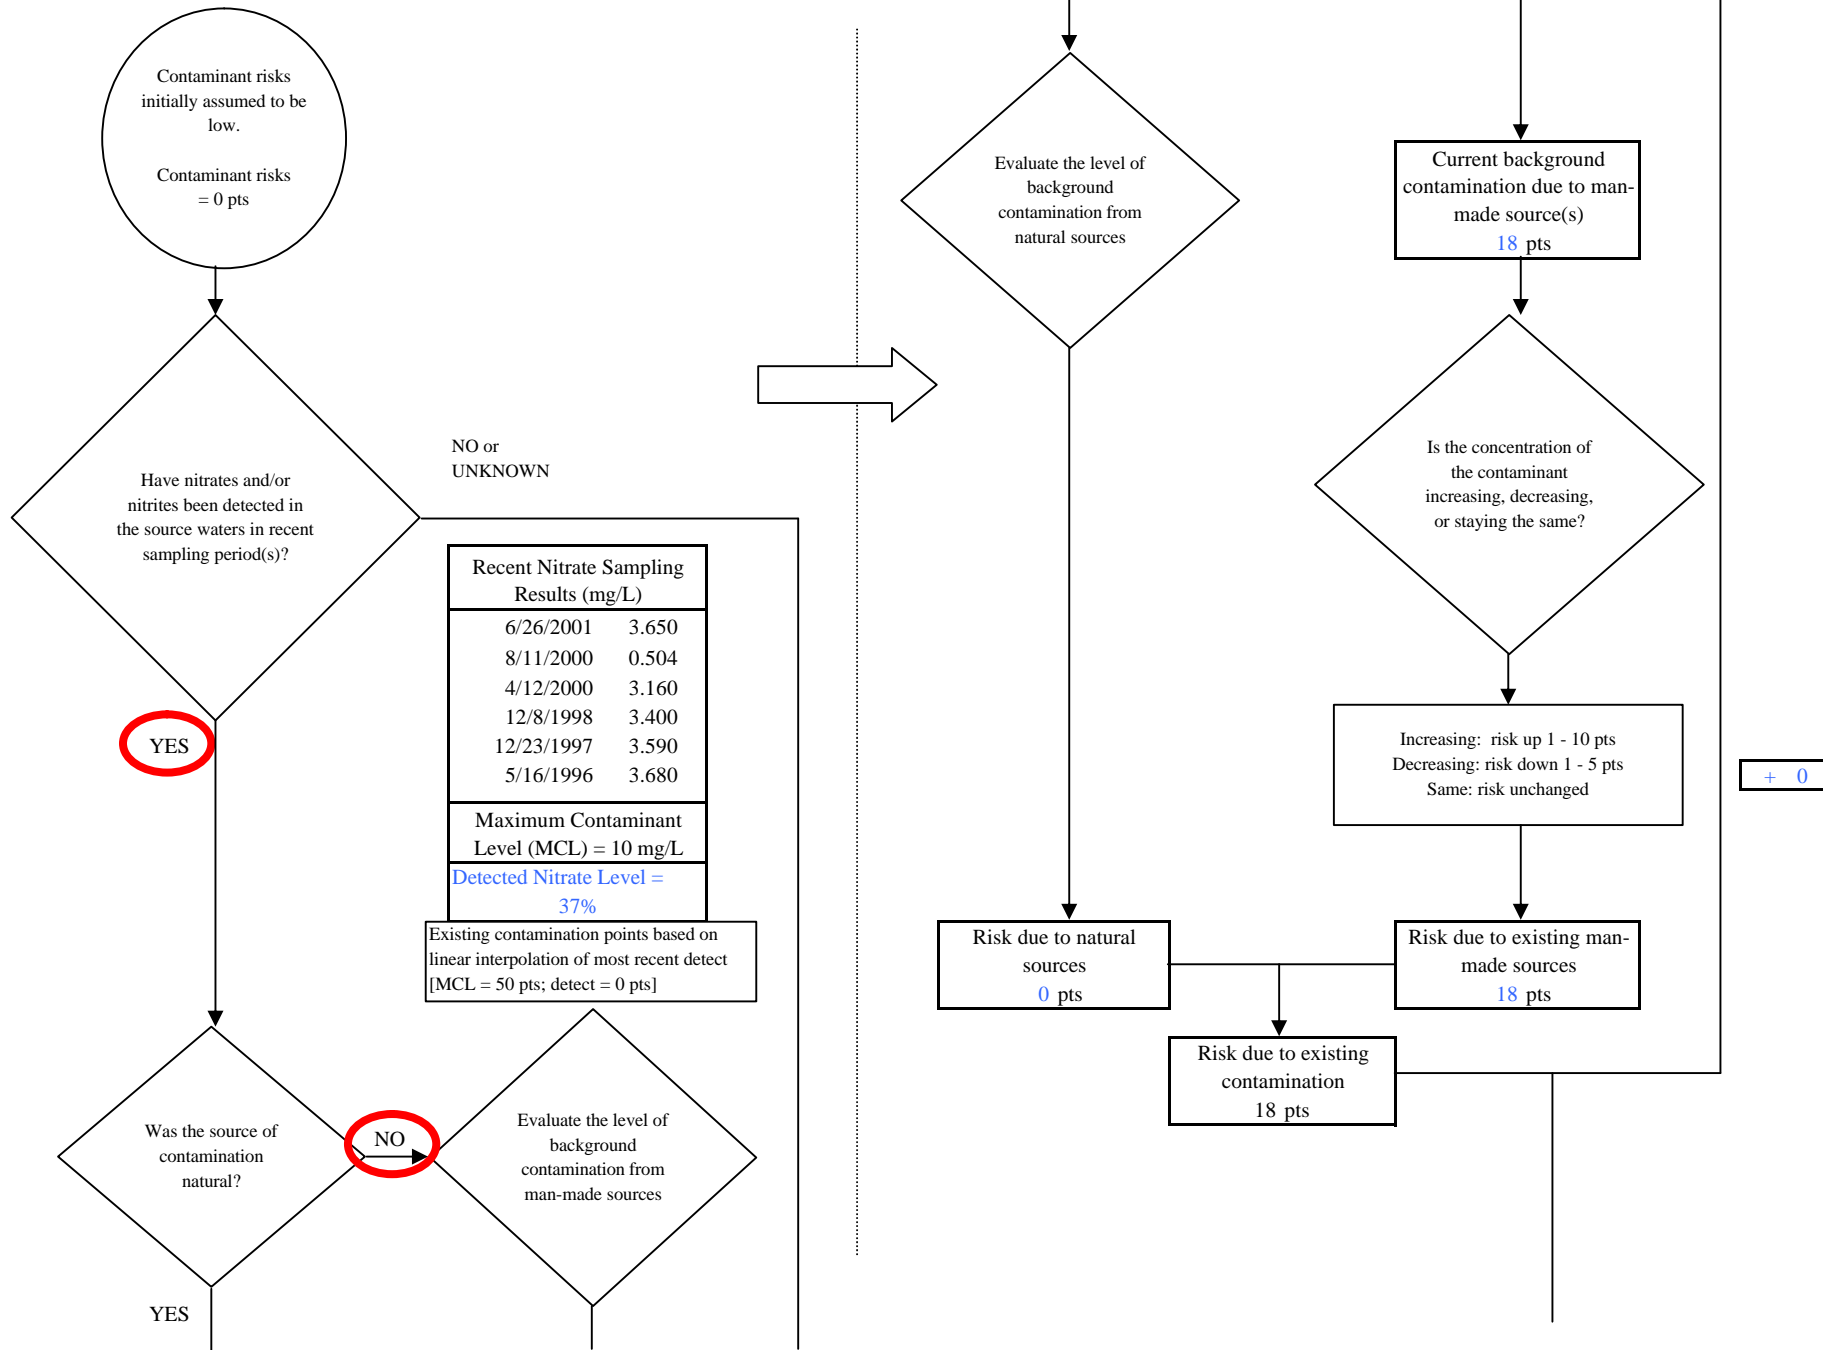 Contaminant risks
initially assumed to be
low.
Contaminant risks
= 0 pts
Have nitrates and/or
nitrites been detected in
the source waters in recent
sampling period(s)?
NO or
UNKNOWN
YES
Recent Nitrate Sampling
Results (mg/L)
6/26/2001 3.650
8/11/2000 0.504
4/12/2000 3.160
12/8/1998 3.400
12/23/1997 3.590
5/16/1996 3.680
Maximum Contaminant
Level (MCL) = 10 mg/L
Detected Nitrate Level =
37%
Existing contamination points based on
linear interpolation of most recent detect
[MCL = 50 pts; detect = 0 pts]
Was the source of
contamination
natural?
NO
YES
Evaluate the level of
background
contamination from
man-made sources
Evaluate the level of
background
contamination from
natural sources
Current background
contamination due to man-
made source(s)
18 pts
Is the concentration of
the contaminant
increasing, decreasing,
or staying the same?
Increasing: risk up 1 - 10 pts
Decreasing: risk down 1 - 5 pts
Same: risk unchanged
+ 0
Risk due to natural
sources
0 pts
Risk due to existing man-
made sources
18 pts
Risk due to existing
contamination
18 pts